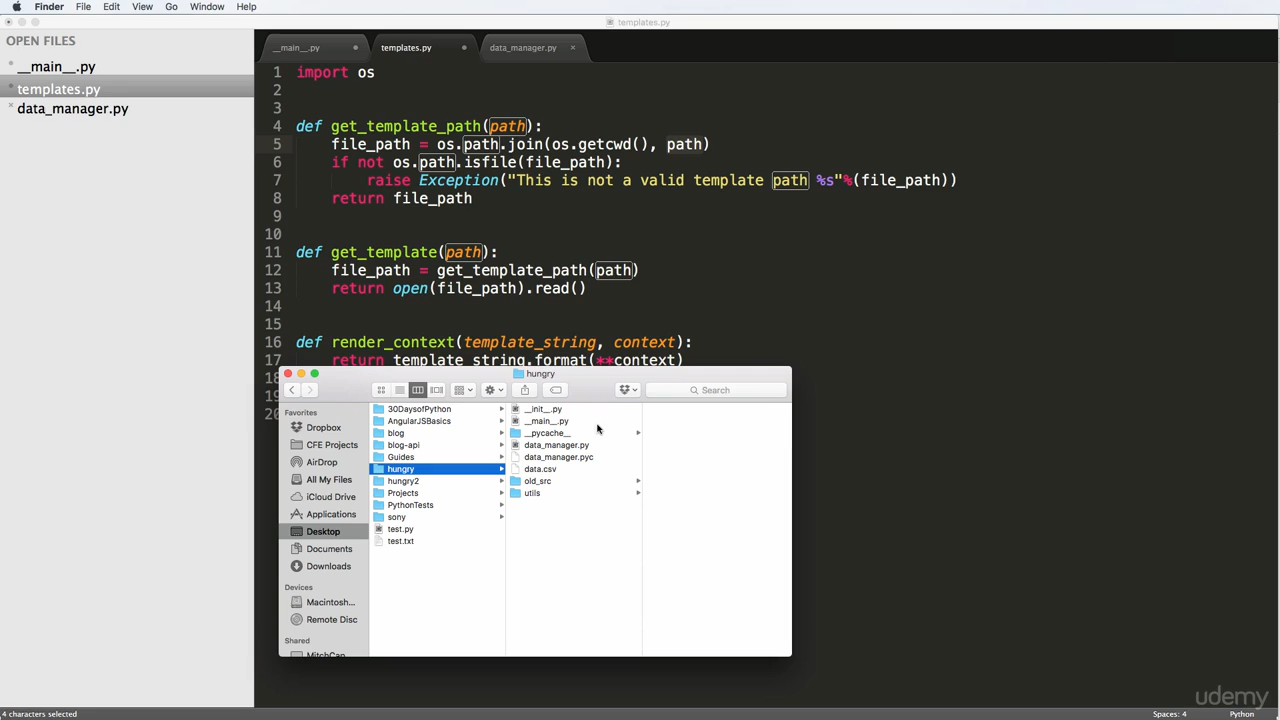 Finder File Edit View Go Window Help
templates.py
OPEN FILES
__main__.py
templates.py
data_manager.py
__main__.py templates.py data_manager.py
1 import os
2
3
4 def get_template_path(path):
5 file_path = os.path.join(os.getcwd(), path)
6 if not os.path.isfile(file_path):
7 raise Exception("This is not a valid template path %s"%(file_path))
8 return file_path
9
10
11 def get_template(path):
12 file_path = get_template_path(path)
13 return open(file_path).read()
14
15
16 def render_context(template_string, context):
17 return template_string.format(**context)
18
19
20
hungry
Search
Favorites
Dropbox
CFE Projects
AirDrop
All My Files
iCloud Drive
Applications
Desktop
Documents
Downloads
Devices
Macintosh...
Remote Disc
Shared
MitchCap
30DaysofPython
AngularJSBasics
blog
blog-api
Guides
hungry
hungry2
Projects
PythonTests
sony
test.py
test.txt
__init__.py
__main__.py
__pycache__
data_manager.py
data_manager.pyc
data.csv
old_src
utils
udemy
4 characters selected
Spaces: 4 Python